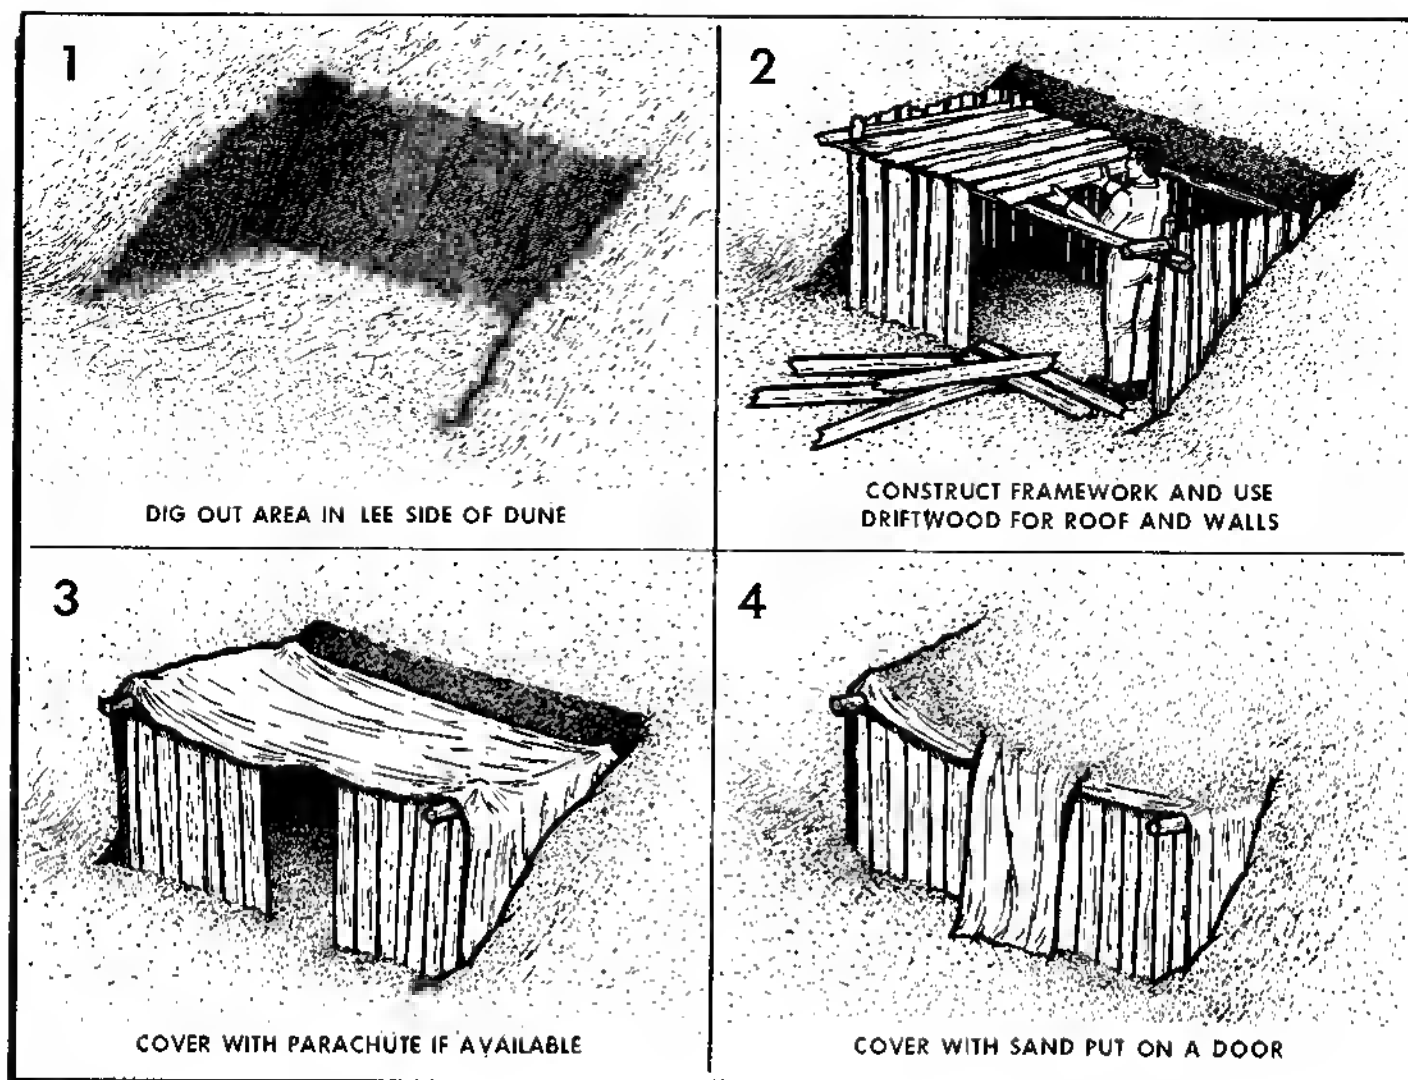 1
DIG OUT AREA IN LEE SIDE OF DUNE
2
CONSTRUCT FRAMEWORK AND USE
DRIFTWOOD FOR ROOF AND WALLS
3
COVER WITH PARACHUTE IF AVAILABLE
4
COVER WITH SAND PUT ON A DOOR